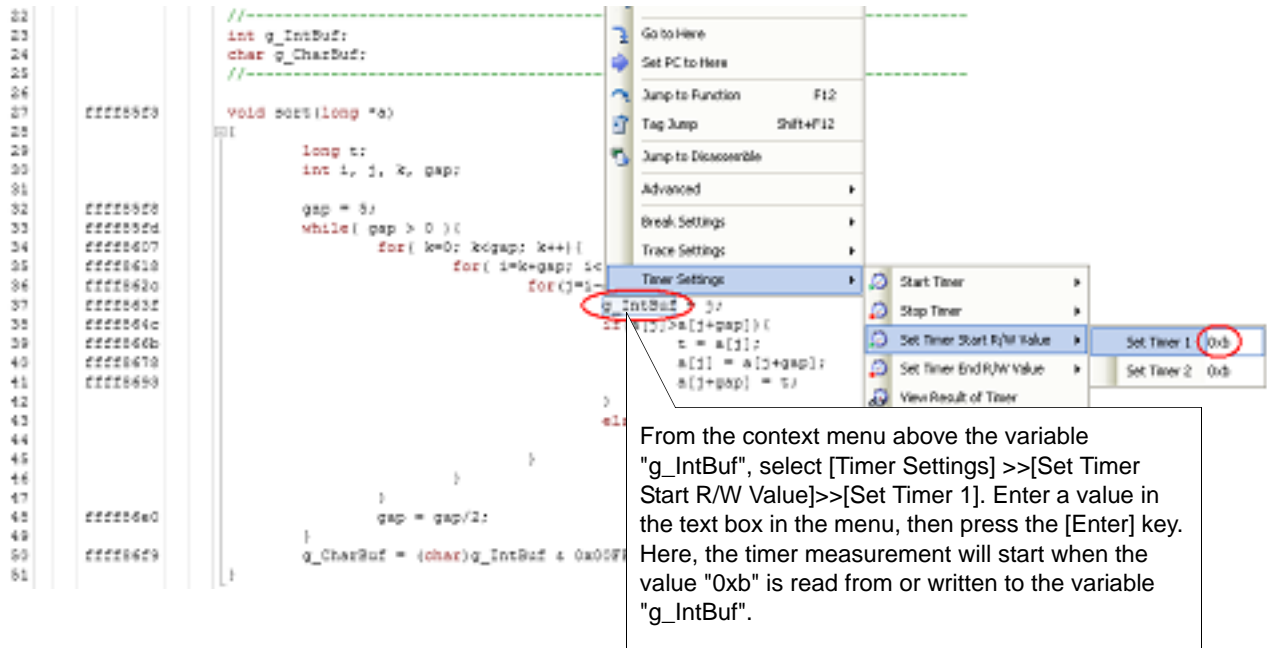 22 //--------------------------------------------------
23 int g_IntBuf;
24 char g_CharBuf;
25 //--------------------------------------------------
26
27 ffff85f3 void sort(long *a)
28 {
29 long t;
30 int i, j, k, gap;
31
32 ffff85f8 gap = 5;
33 ffff85fd while( gap > 0 ){
34 ffff8607 for( k=0; k<gap; k++){
35 ffff8618 for( i=k+gap; i<
36 ffff862c for(j=i-
37 ffff863f g_IntBuf = j;
38 ffff864c if a[j]>a[j+gap]){
39 ffff866b t = a[j];
40 ffff8678 a[j] = a[j+gap];
41 ffff8693 a[j+gap] = t;
42 }
43 els
44
45 }
46 }
47 }
48 ffff86e0 gap = gap/2;
49 }
50 ffff86f9 g_CharBuf = (char)g_IntBuf & 0x00FF
51 }
Go to Here
Set PC to Here
Jump to Function F12
Tag Jump Shift+F12
Jump to Disassemble
Advanced
Break Settings
Trace Settings
Timer Settings
Start Timer
Stop Timer
Set Timer Start R/W Value
Set Timer End R/W Value
View Result of Timer
Set Timer 1 0xb
Set Timer 2 0xb
From the context menu above the variable
"g_IntBuf", select [Timer Settings] >>[Set Timer
Start R/W Value]>>[Set Timer 1]. Enter a value in
the text box in the menu, then press the [Enter] key.
Here, the timer measurement will start when the
value "0xb" is read from or written to the variable
"g_IntBuf".